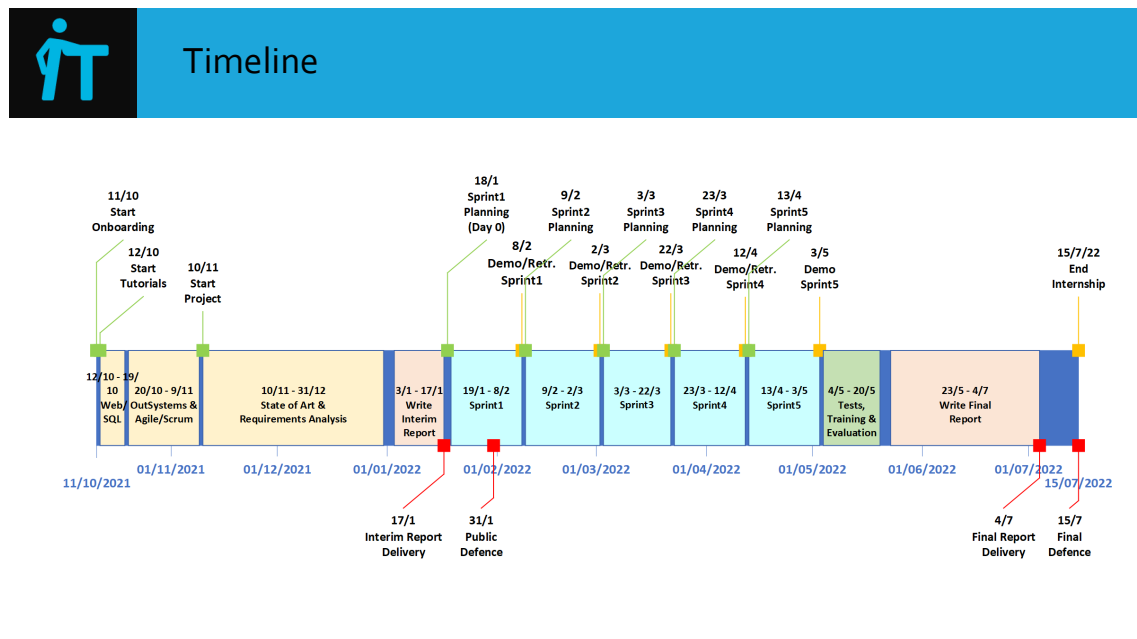 Timeline
11/10
Start
Onboarding
12/10
Start
Tutorials
10/11
Start
Project
18/1
Sprint1
Planning
(Day 0)
8/2
Demo/Retr.
Sprint1
9/2
Sprint2
Planning
2/3
Demo/Retr.
Sprint2
3/3
Sprint3
Planning
22/3
Demo/Retr.
Sprint3
23/3
Sprint4
Planning
12/4
Demo/Retr.
Sprint4
13/4
Sprint5
Planning
3/5
Demo
Sprint5
15/7/22
End
Internship
12/10 - 19/
10
Web/
SQL
20/10 - 9/11
OutSystems &
Agile/Scrum
10/11 - 31/12
State of Art &
Requirements Analysis
3/1 - 17/1
Write
Interim
Report
19/1 - 8/2
Sprint1
9/2 - 2/3
Sprint2
3/3 - 22/3
Sprint3
23/3 - 12/4
Sprint4
13/4 - 3/5
Sprint5
4/5 - 20/5
Tests,
Training &
Evaluation
23/5 - 4/7
Write Final
Report
11/10/2021
01/11/2021
01/12/2021
01/01/2022
01/02/2022
01/03/2022
01/04/2022
01/05/2022
01/06/2022
01/07/2022
15/07/2022
17/1
Interim Report
Delivery
31/1
Public
Defence
4/7
Final Report
Delivery
15/7
Final
Defence